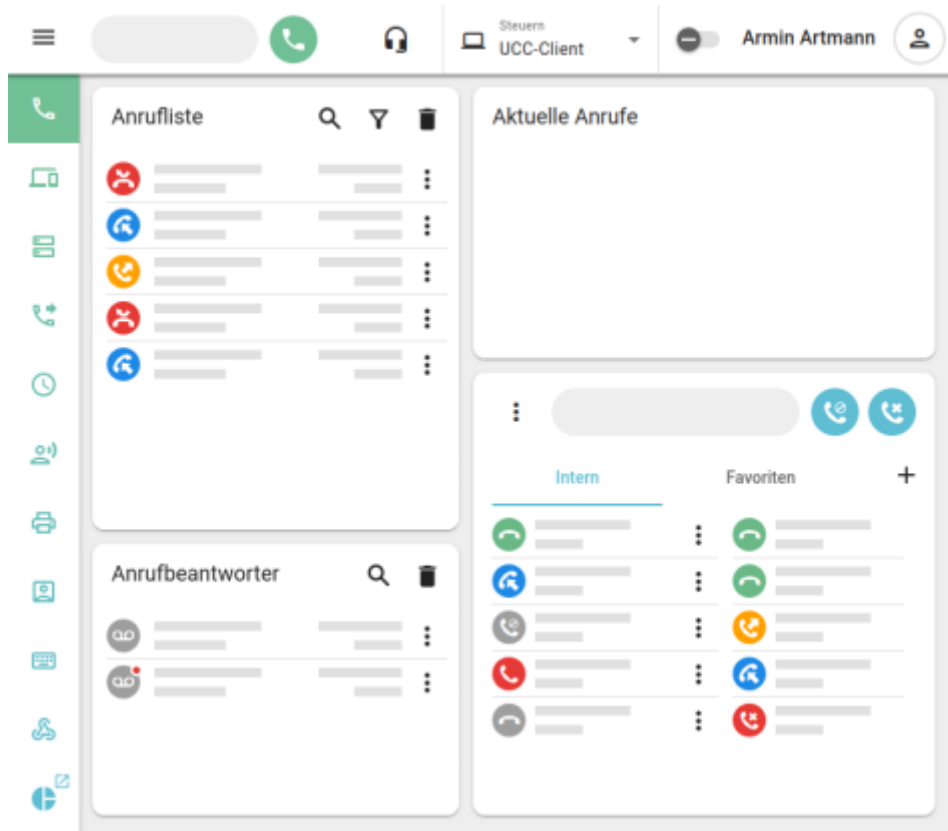 Steuern
UCC-Client
Armin Artmann
Anrufliste
Aktuelle Anrufe
Intern
Favoriten
Anrufbeantworter